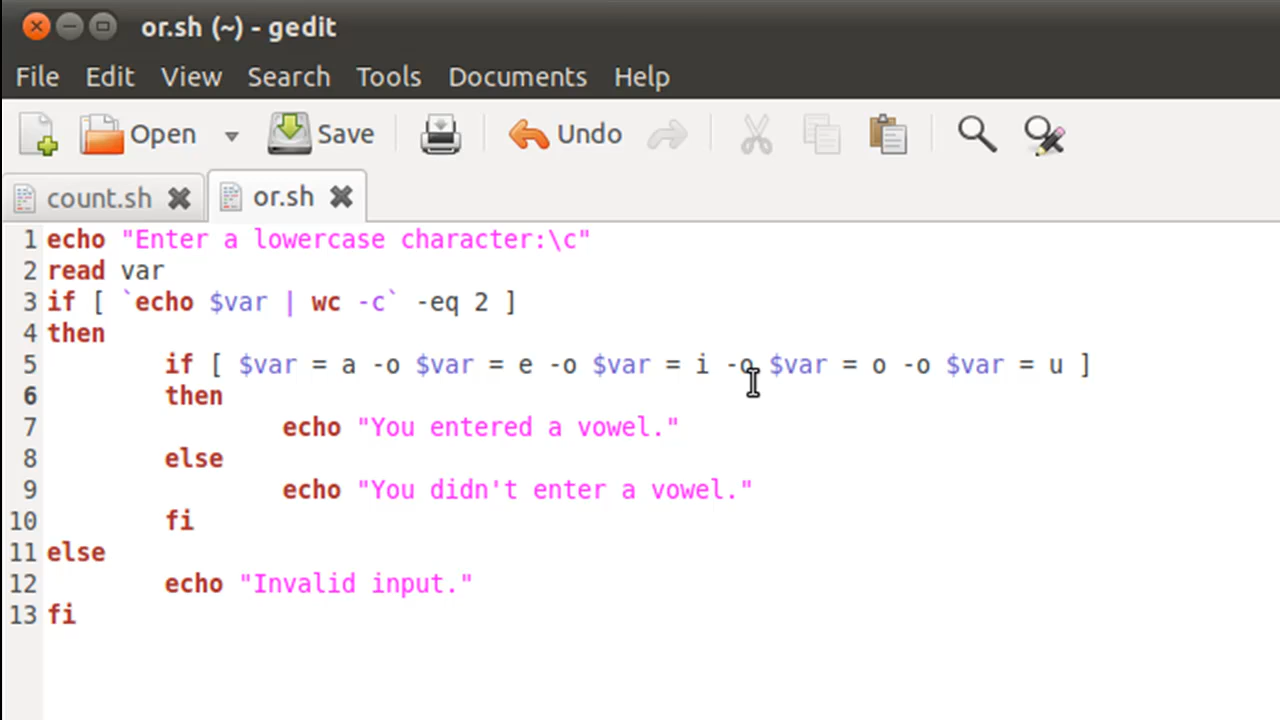 or.sh (~) - gedit
File Edit View Search Tools Documents Help
Open Save Undo
count.sh or.sh
1 echo "Enter a lowercase character:\c"
2 read var
3 if [ `echo $var | wc -c` -eq 2 ]
4 then
5 if [ $var = a -o $var = e -o $var = i -o $var = o -o $var = u ]
6 then
7 echo "You entered a vowel."
8 else
9 echo "You didn't enter a vowel."
10 fi
11 else
12 echo "Invalid input."
13 fi